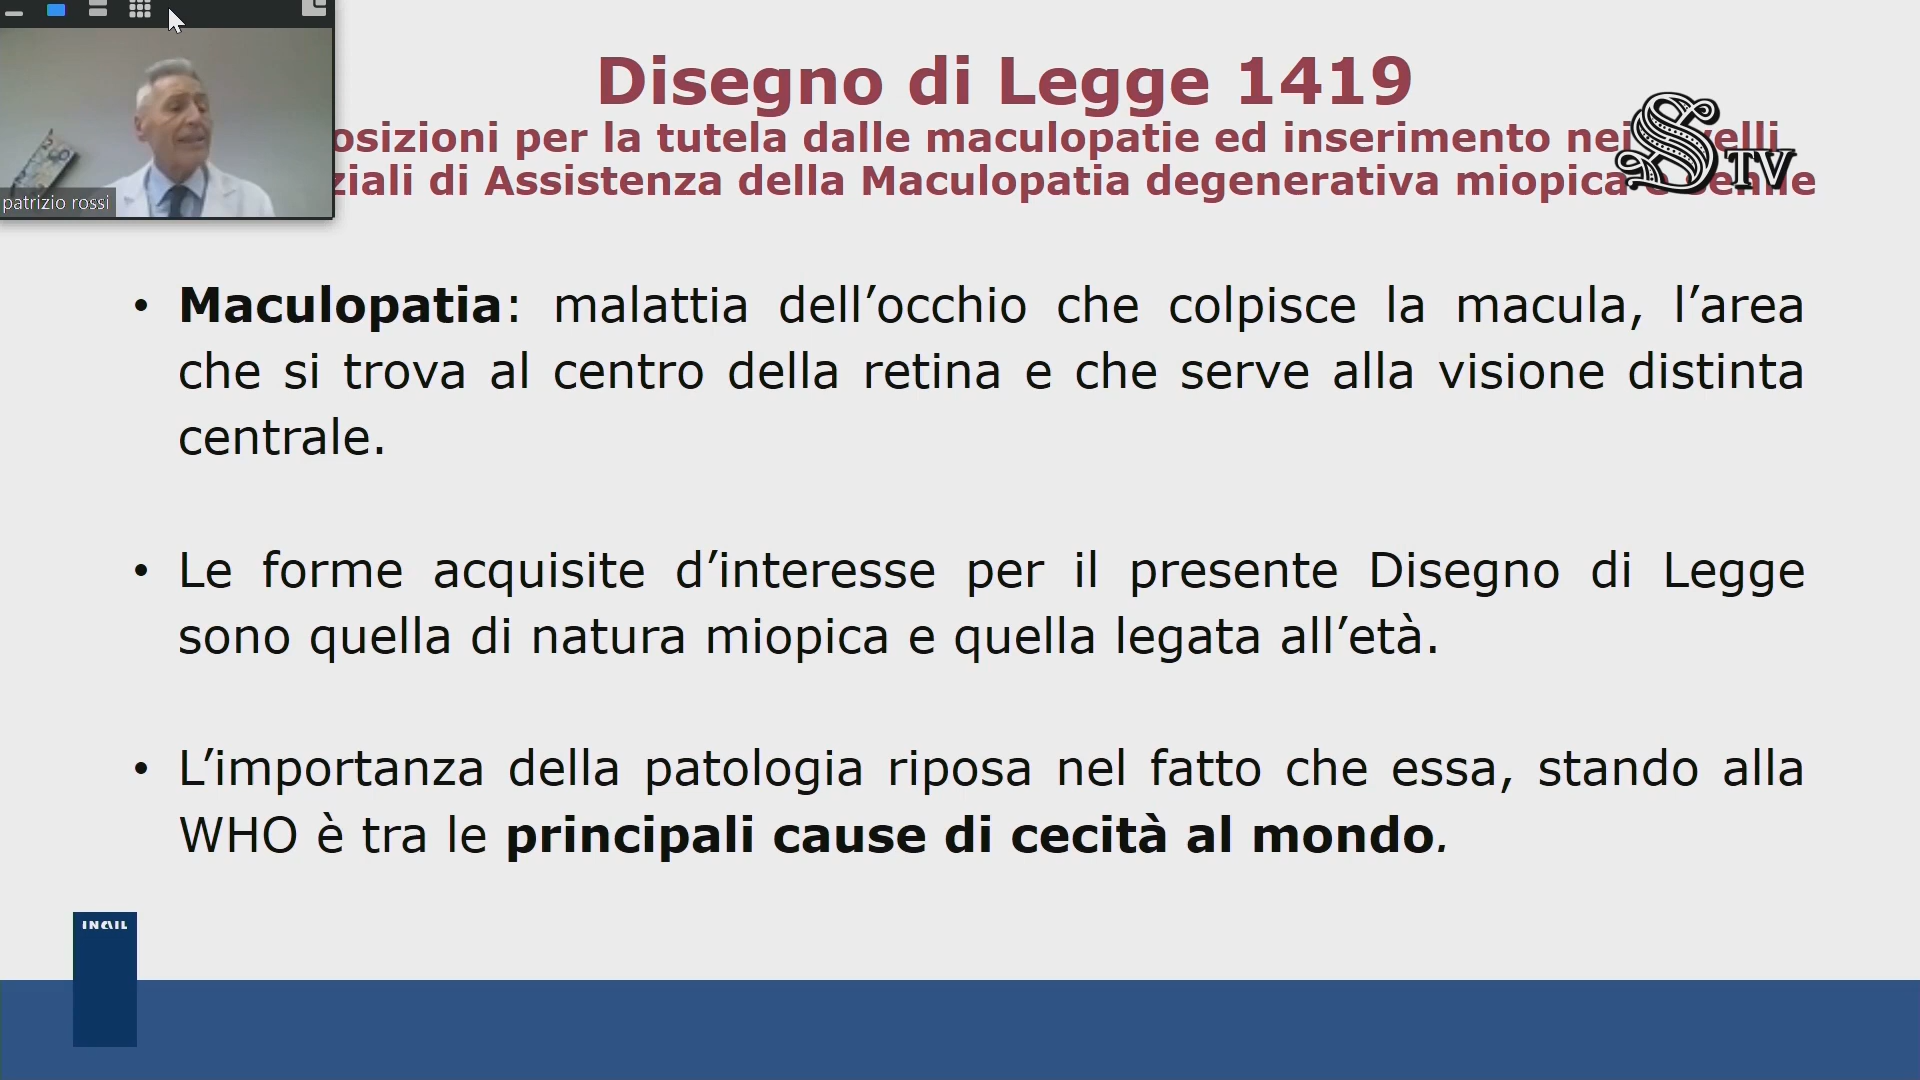 Disegno di Legge 1419
osizioni per la tutela dalle maculopatie ed inserimento nei
ziali di Assistenza della Maculopatia degenerativa miopica e senile
STV
patrizio rossi
• Maculopatia: malattia dell’occhio che colpisce la macula, l’area
che si trova al centro della retina e che serve alla visione distinta
centrale.
• Le forme acquisite d’interesse per il presente Disegno di Legge
sono quella di natura miopica e quella legata all’età.
• L’importanza della patologia riposa nel fatto che essa, stando alla
WHO è tra le principali cause di cecità al mondo.